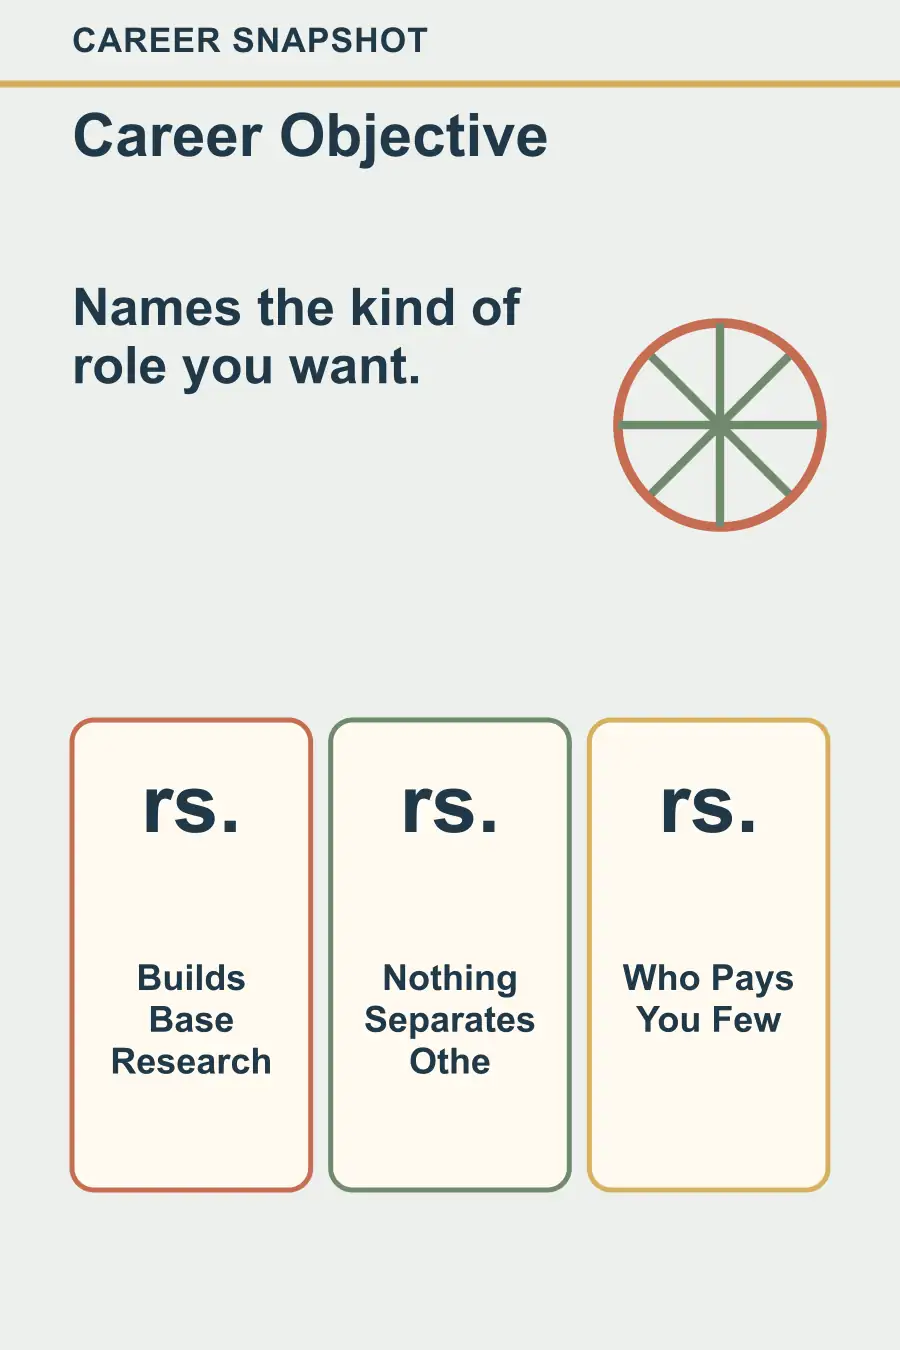 CAREER SNAPSHOT
Career Objective
Names the kind of
role you want.
rs.
Builds
Base
Research
rs.
Nothing
Separates
Othe
rs.
Who Pays
You Few